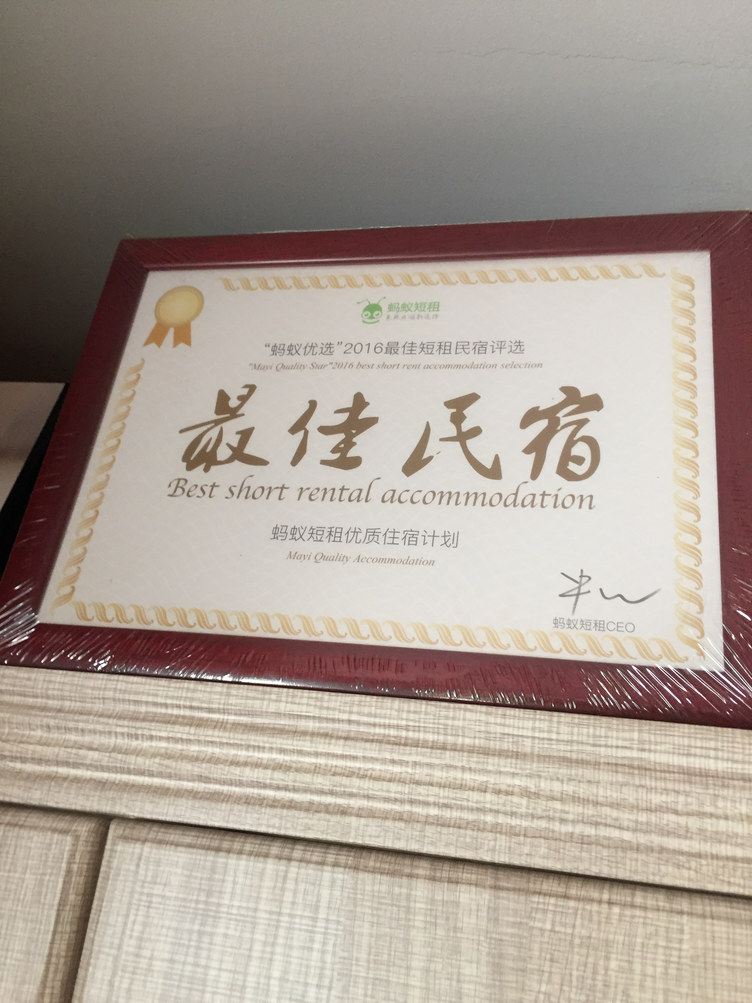 蚂蚁短租
“蚂蚁优选”2016最佳短租民宿评选
"Mayi Quality Star"2016 best short rent accommodation selection
最佳民宿
Best short rental accommodation
蚂蚁短租优质住宿计划
Mayi Quality Accommodation
蚂蚁短租CEO